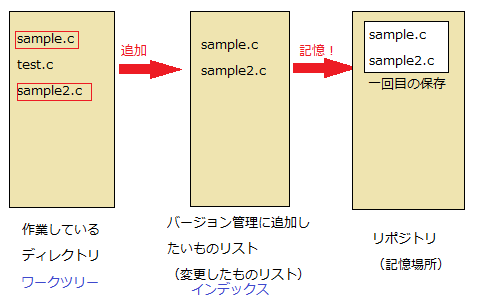 sample.c
test.c
sample2.c
追加
sample.c
sample2.c
記憶！
sample.c
sample2.c
一回目の保存
作業している
ディレクトリ
ワークツリー
バージョン管理に追加し
たいものリスト
（変更したものリスト）
インデックス
リポジトリ
（記憶場所）